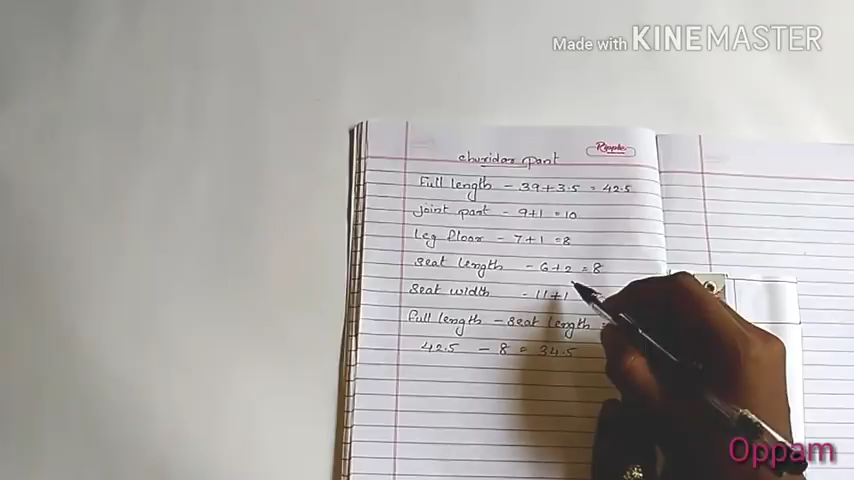 Made with KINEMASTER
Ripple
churidar pant
Full length - 39+3.5 = 42.5
joint part - 9+1 = 10
Leg floor - 7+1 = 8
seat length - 6+2 = 8
seat width - 11+1
Full length - seat length =
42.5 - 8 = 34.5
Oppam